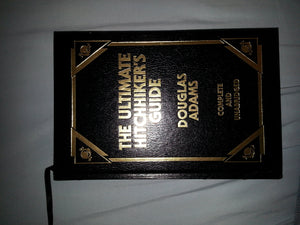 THE ULTIMATE
HITCHHIKER'S
GUIDE
DOUGLAS
ADAMS
COMPLETE
AND
UNABRIDGED